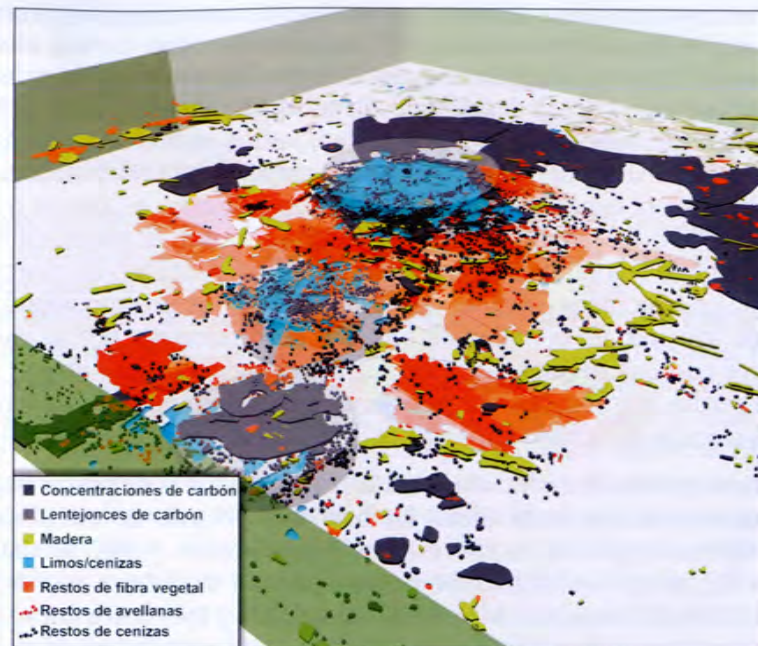 Concentraciones de carbón
Lentejonces de carbón
Madera
Limos/cenizas
Restos de fibra vegetal
Restos de avellanas
Restos de cenizas